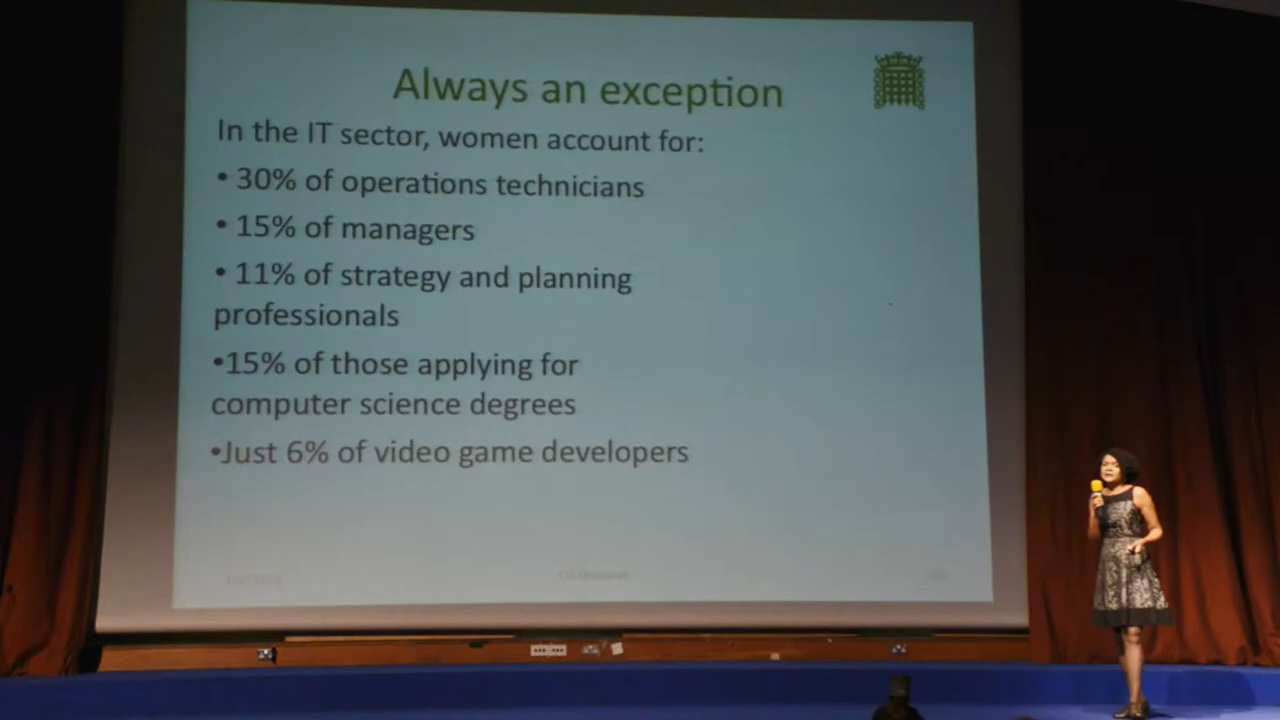 Always an exception
In the IT sector, women account for:
• 30% of operations technicians
• 15% of managers
• 11% of strategy and planning
professionals
•15% of those applying for
computer science degrees
•Just 6% of video game developers